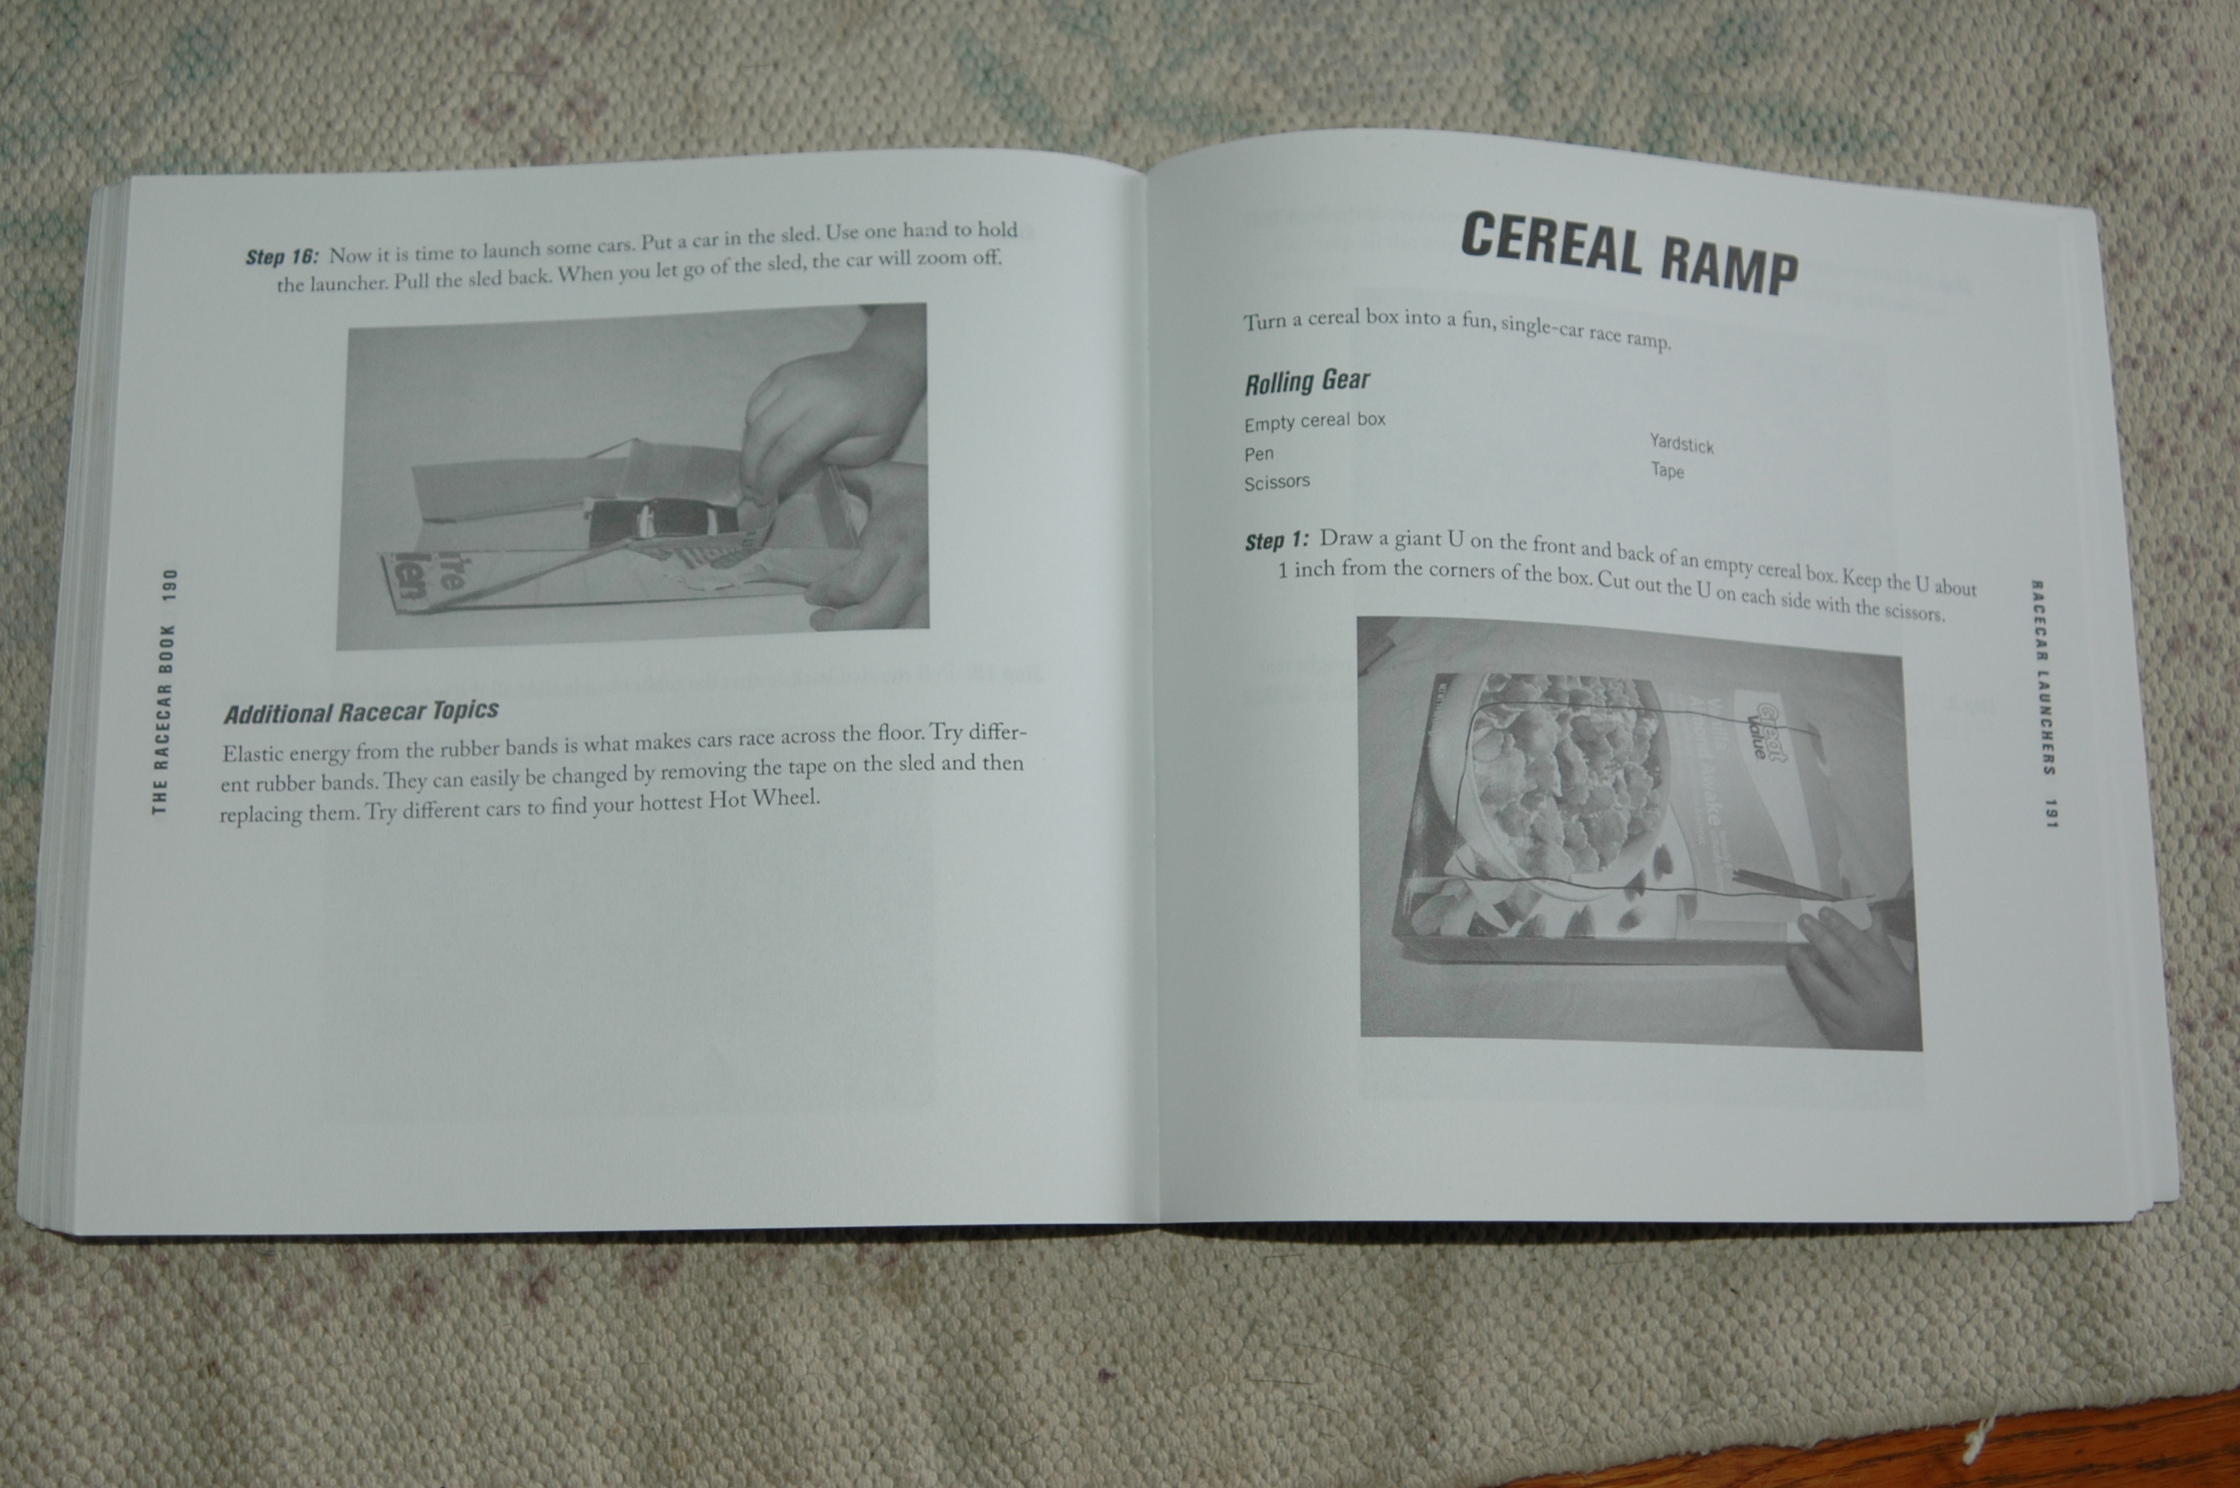 Step 16: Now it is time to launch some cars. Put a car in the sled. Use one hand to hold
the launcher. Pull the sled back. When you let go of the sled, the car will zoom off.
're
len
Additional Racecar Topics
Elastic energy from the rubber bands is what makes cars race across the floor. Try differ-
ent rubber bands. They can easily be changed by removing the tape on the sled and then
replacing them. Try different cars to find your hottest Hot Wheel.
THE RACECAR BOOK 190
CEREAL RAMP
Turn a cereal box into a fun, single-car race ramp.
Rolling Gear
Empty cereal box
Pen
Scissors
Yardstick
Tape
Step 1: Draw a giant U on the front and back of an empty cereal box. Keep the U about
1 inch from the corners of the box. Cut out the U on each side with the scissors.
Great
Value
Vanilla
Almond Awake
RACECAR LAUNCHERS 191